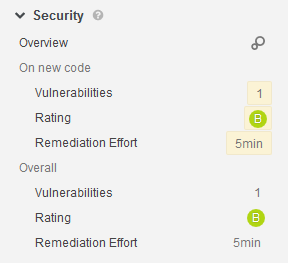 Security ?
Overview
On new code
Vulnerabilities 1
Rating B
Remediation Effort 5min
Overall
Vulnerabilities 1
Rating B
Remediation Effort 5min